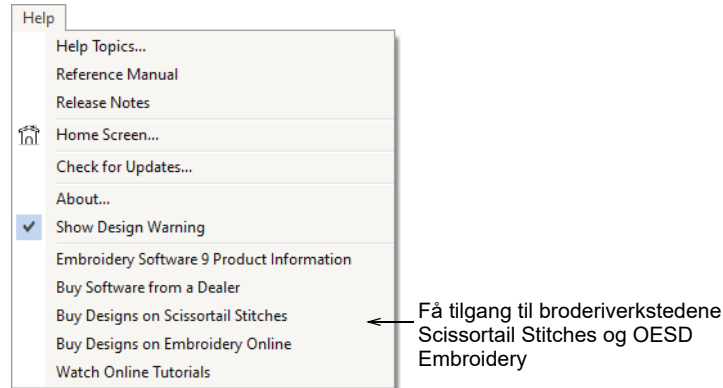 Help
Help Topics...
Reference Manual
Release Notes
Home Screen...
Check for Updates...
About...
Show Design Warning
Embroidery Software 9 Product Information
Buy Software from a Dealer
Buy Designs on Scissortail Stitches
Buy Designs on Embroidery Online
Watch Online Tutorials
Få tilgang til broderiverkstedene
Scissortail Stitches og OESD
Embroidery